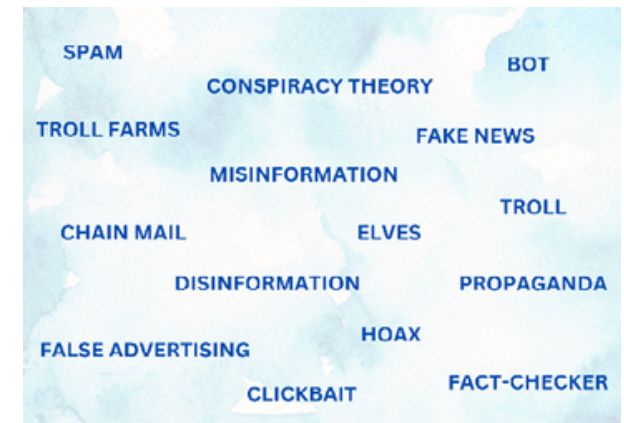 SPAM
BOT
CONSPIRACY THEORY
TROLL FARMS
FAKE NEWS
MISINFORMATION
TROLL
CHAIN MAIL
ELVES
DISINFORMATION
PROPAGANDA
HOAX
FALSE ADVERTISING
FACT-CHECKER
CLICKBAIT